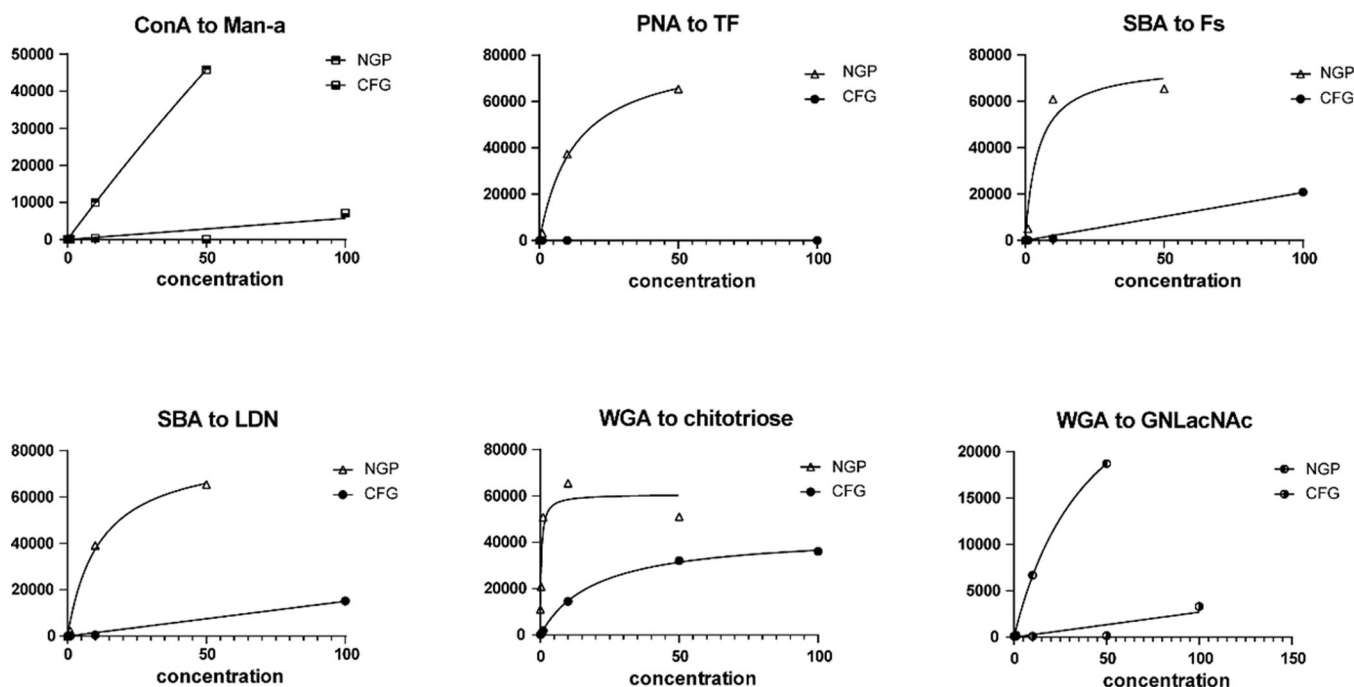 ConA to Man-a
50000
40000
30000
20000
10000
0
0 50 100
concentration
NGP
CFG
PNA to TF
80000
60000
40000
20000
0
0 50 100
concentration
NGP
CFG
SBA to Fs
80000
60000
40000
20000
0
0 50 100
concentration
NGP
CFG
SBA to LDN
80000
60000
40000
20000
0
0 50 100
concentration
NGP
CFG
WGA to chitotriose
80000
60000
40000
20000
0
0 50 100
concentration
NGP
CFG
WGA to GNLacNAc
20000
15000
10000
5000
0
0 50 100 150
concentration
NGP
CFG